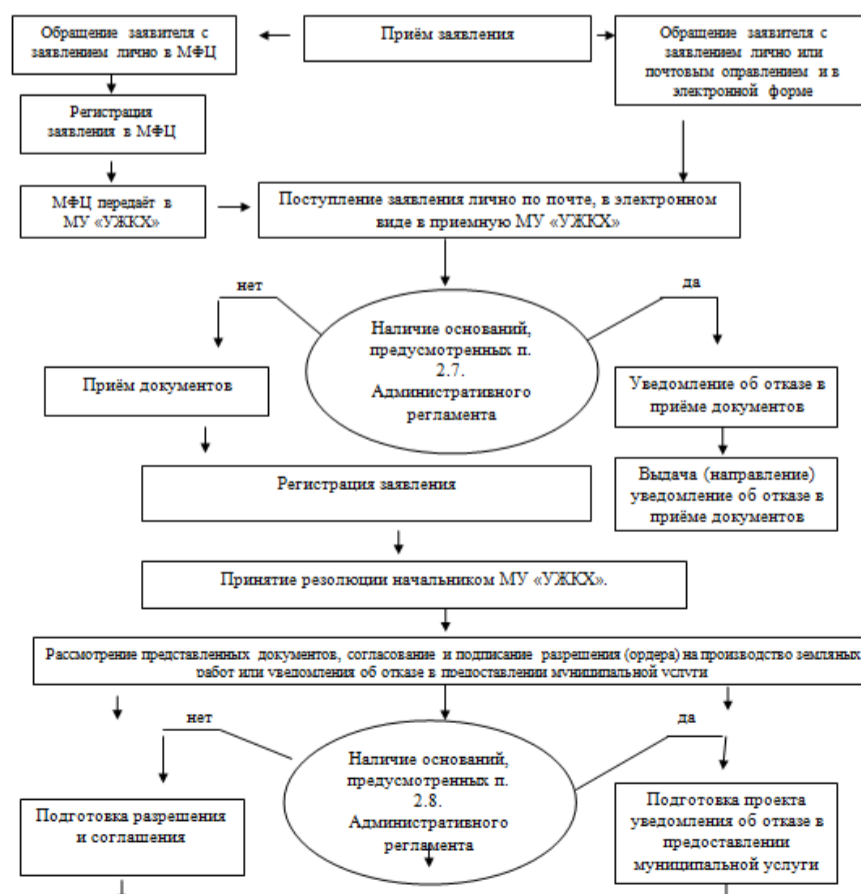 Обращение заявителя с
заявлением лично в МФЦ
Приём заявления
Обращение заявителя с
заявлением лично или
почтовым оправлением и в
электронной форме
Регистрация
заявления в МФЦ
МФЦ передаёт в
МУ «УЖКХ»
Поступление заявления лично по почте, в электронном
виде в приемную МУ «УЖКХ»
нет
да
Наличие оснований,
предусмотренных п.
2.7.
Административного
регламента
Приём документов
Уведомление об отказе в
приёме документов
Регистрация заявления
Выдача (направление)
уведомление об отказе в
приёме документов
Принятие резолюции начальником МУ «УЖКХ».
Рассмотрение представленных документов, согласование и подписание разрешения (ордера) на производство земляных
работ или уведомления об отказе в предоставлении муниципальной услуги
нет
да
Наличие оснований,
предусмотренных п.
2.8.
Административного
регламента
Подготовка разрешения
и соглашения
Подготовка проекта
уведомления об отказе в
предоставлении
муниципальной услуги